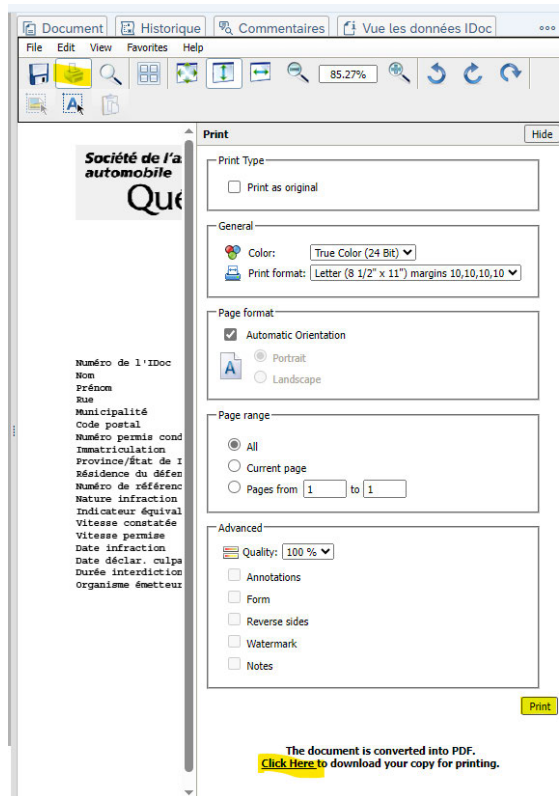 Document Historique Commentaires Vue les données IDoc
File Edit View Favorites Help
85.27%
Société de l'a
automobile
Qué
Numéro de l'IDoc
Nom
Prénom
Rue
Municipalité
Code postal
Numéro permis cond
Immatriculation
Province/État de I
Résidence du défen
Numéro de référenc
Nature infraction
Indicateur équival
Vitesse constatée
Vitesse permise
Date infraction
Date déclar. culpa
Durée interdiction
Organisme émetteur
Print Hide
Print Type
Print as original
General
Color: True Color (24 Bit)
Print format: Letter (8 1/2" x 11") margins 10,10,10,10
Page format
Automatic Orientation
A
Portrait
Landscape
Page range
All
Current page
Pages from 1 to 1
Advanced
Quality: 100 %
Annotations
Form
Reverse sides
Watermark
Notes
Print
The document is converted into PDF.
Click Here to download your copy for printing.